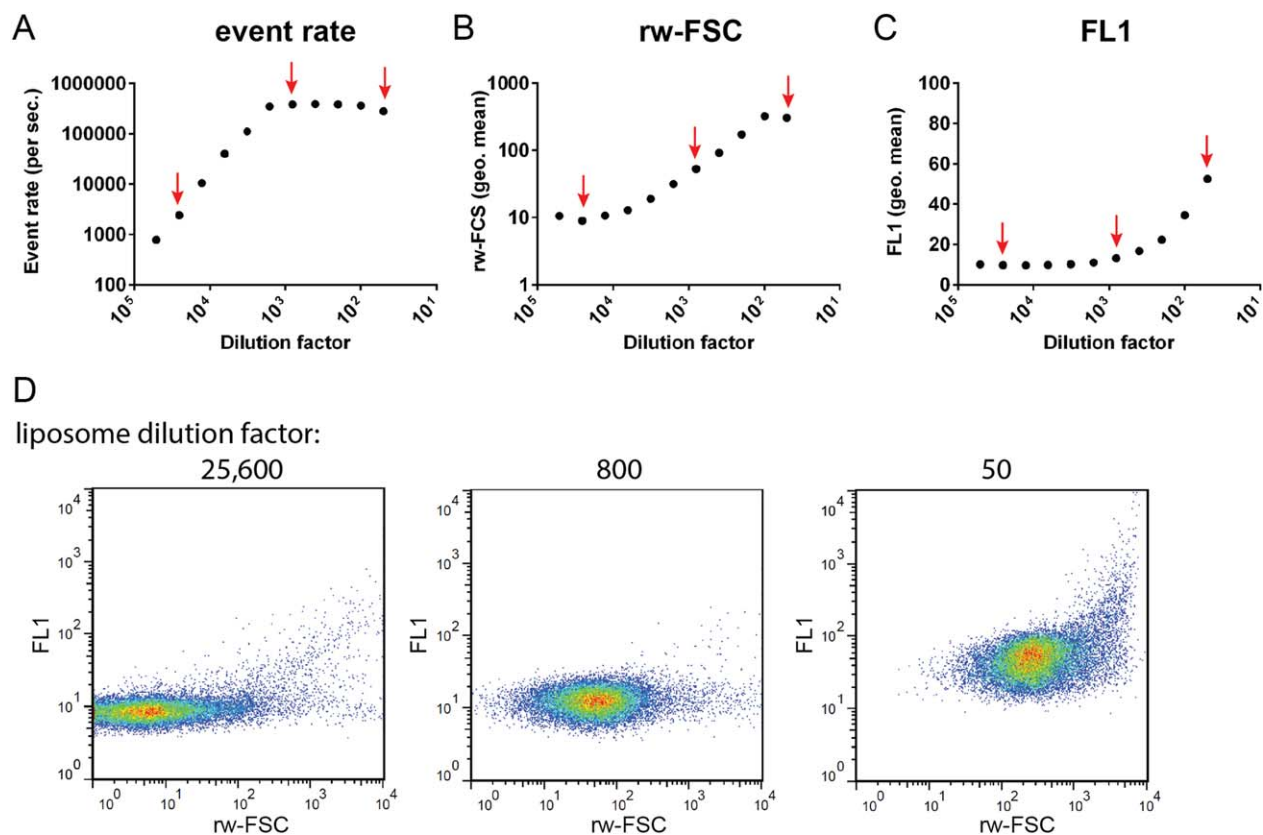 A event rate
Event rate (per sec.)
1000000
100000
10000
1000
100
10⁵ 10⁴ 10³ 10² 10¹
Dilution factor
B rw-FSC
rw-FCS (geo. mean)
1000
100
10
1
10⁵ 10⁴ 10³ 10² 10¹
Dilution factor
C FL1
FL1 (geo. mean)
100
80
60
40
20
0
10⁵ 10⁴ 10³ 10² 10¹
Dilution factor
D
liposome dilution factor:
25,600
FL1
10⁴
10³
10²
10¹
10⁰
10⁰ 10¹ 10² 10³ 10⁴
rw-FSC
800
FL1
10⁴
10³
10²
10¹
10⁰
10⁰ 10¹ 10² 10³ 10⁴
rw-FSC
50
FL1
10⁴
10³
10²
10¹
10⁰
10⁰ 10¹ 10² 10³ 10⁴
rw-FSC